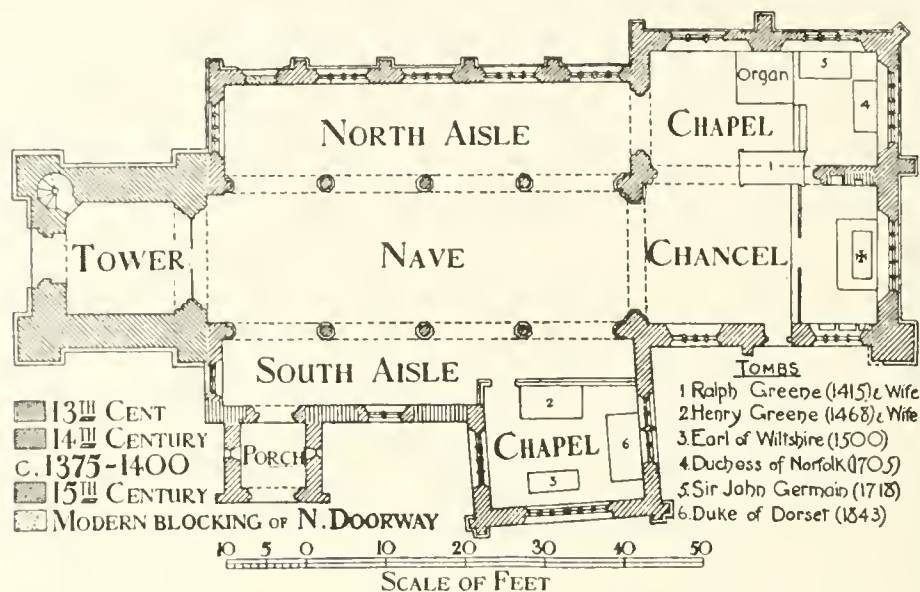 Organ
5
4
NORTH AISLE
CHAPEL
1
TOWER
NAVE
CHANCEL
SOUTH AISLE
2
CHAPEL
6
3
PORCH
13TH CENT
14TH CENTURY
c. 1375-1400
15TH CENTURY
MODERN BLOCKING OF N. DOORWAY
TOMBS
1 Ralph Greene (1415) & Wife
2 Henry Greene (1468) & Wife
3. Earl of Wiltshire (1500)
4. Duchess of Norfolk (1705)
5. Sir John Germain (1718)
6. Duke of Dorset (1843)
10 5 0 10 20 30 40 50
SCALE OF FEET